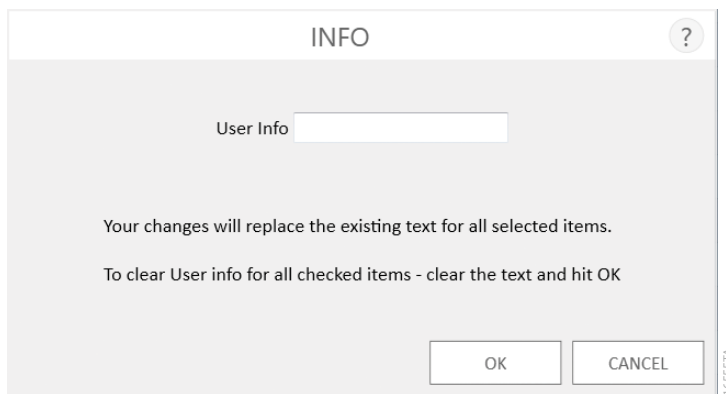 INFO
?
User Info
Your changes will replace the existing text for all selected items.
To clear User info for all checked items - clear the text and hit OK
OK
CANCEL